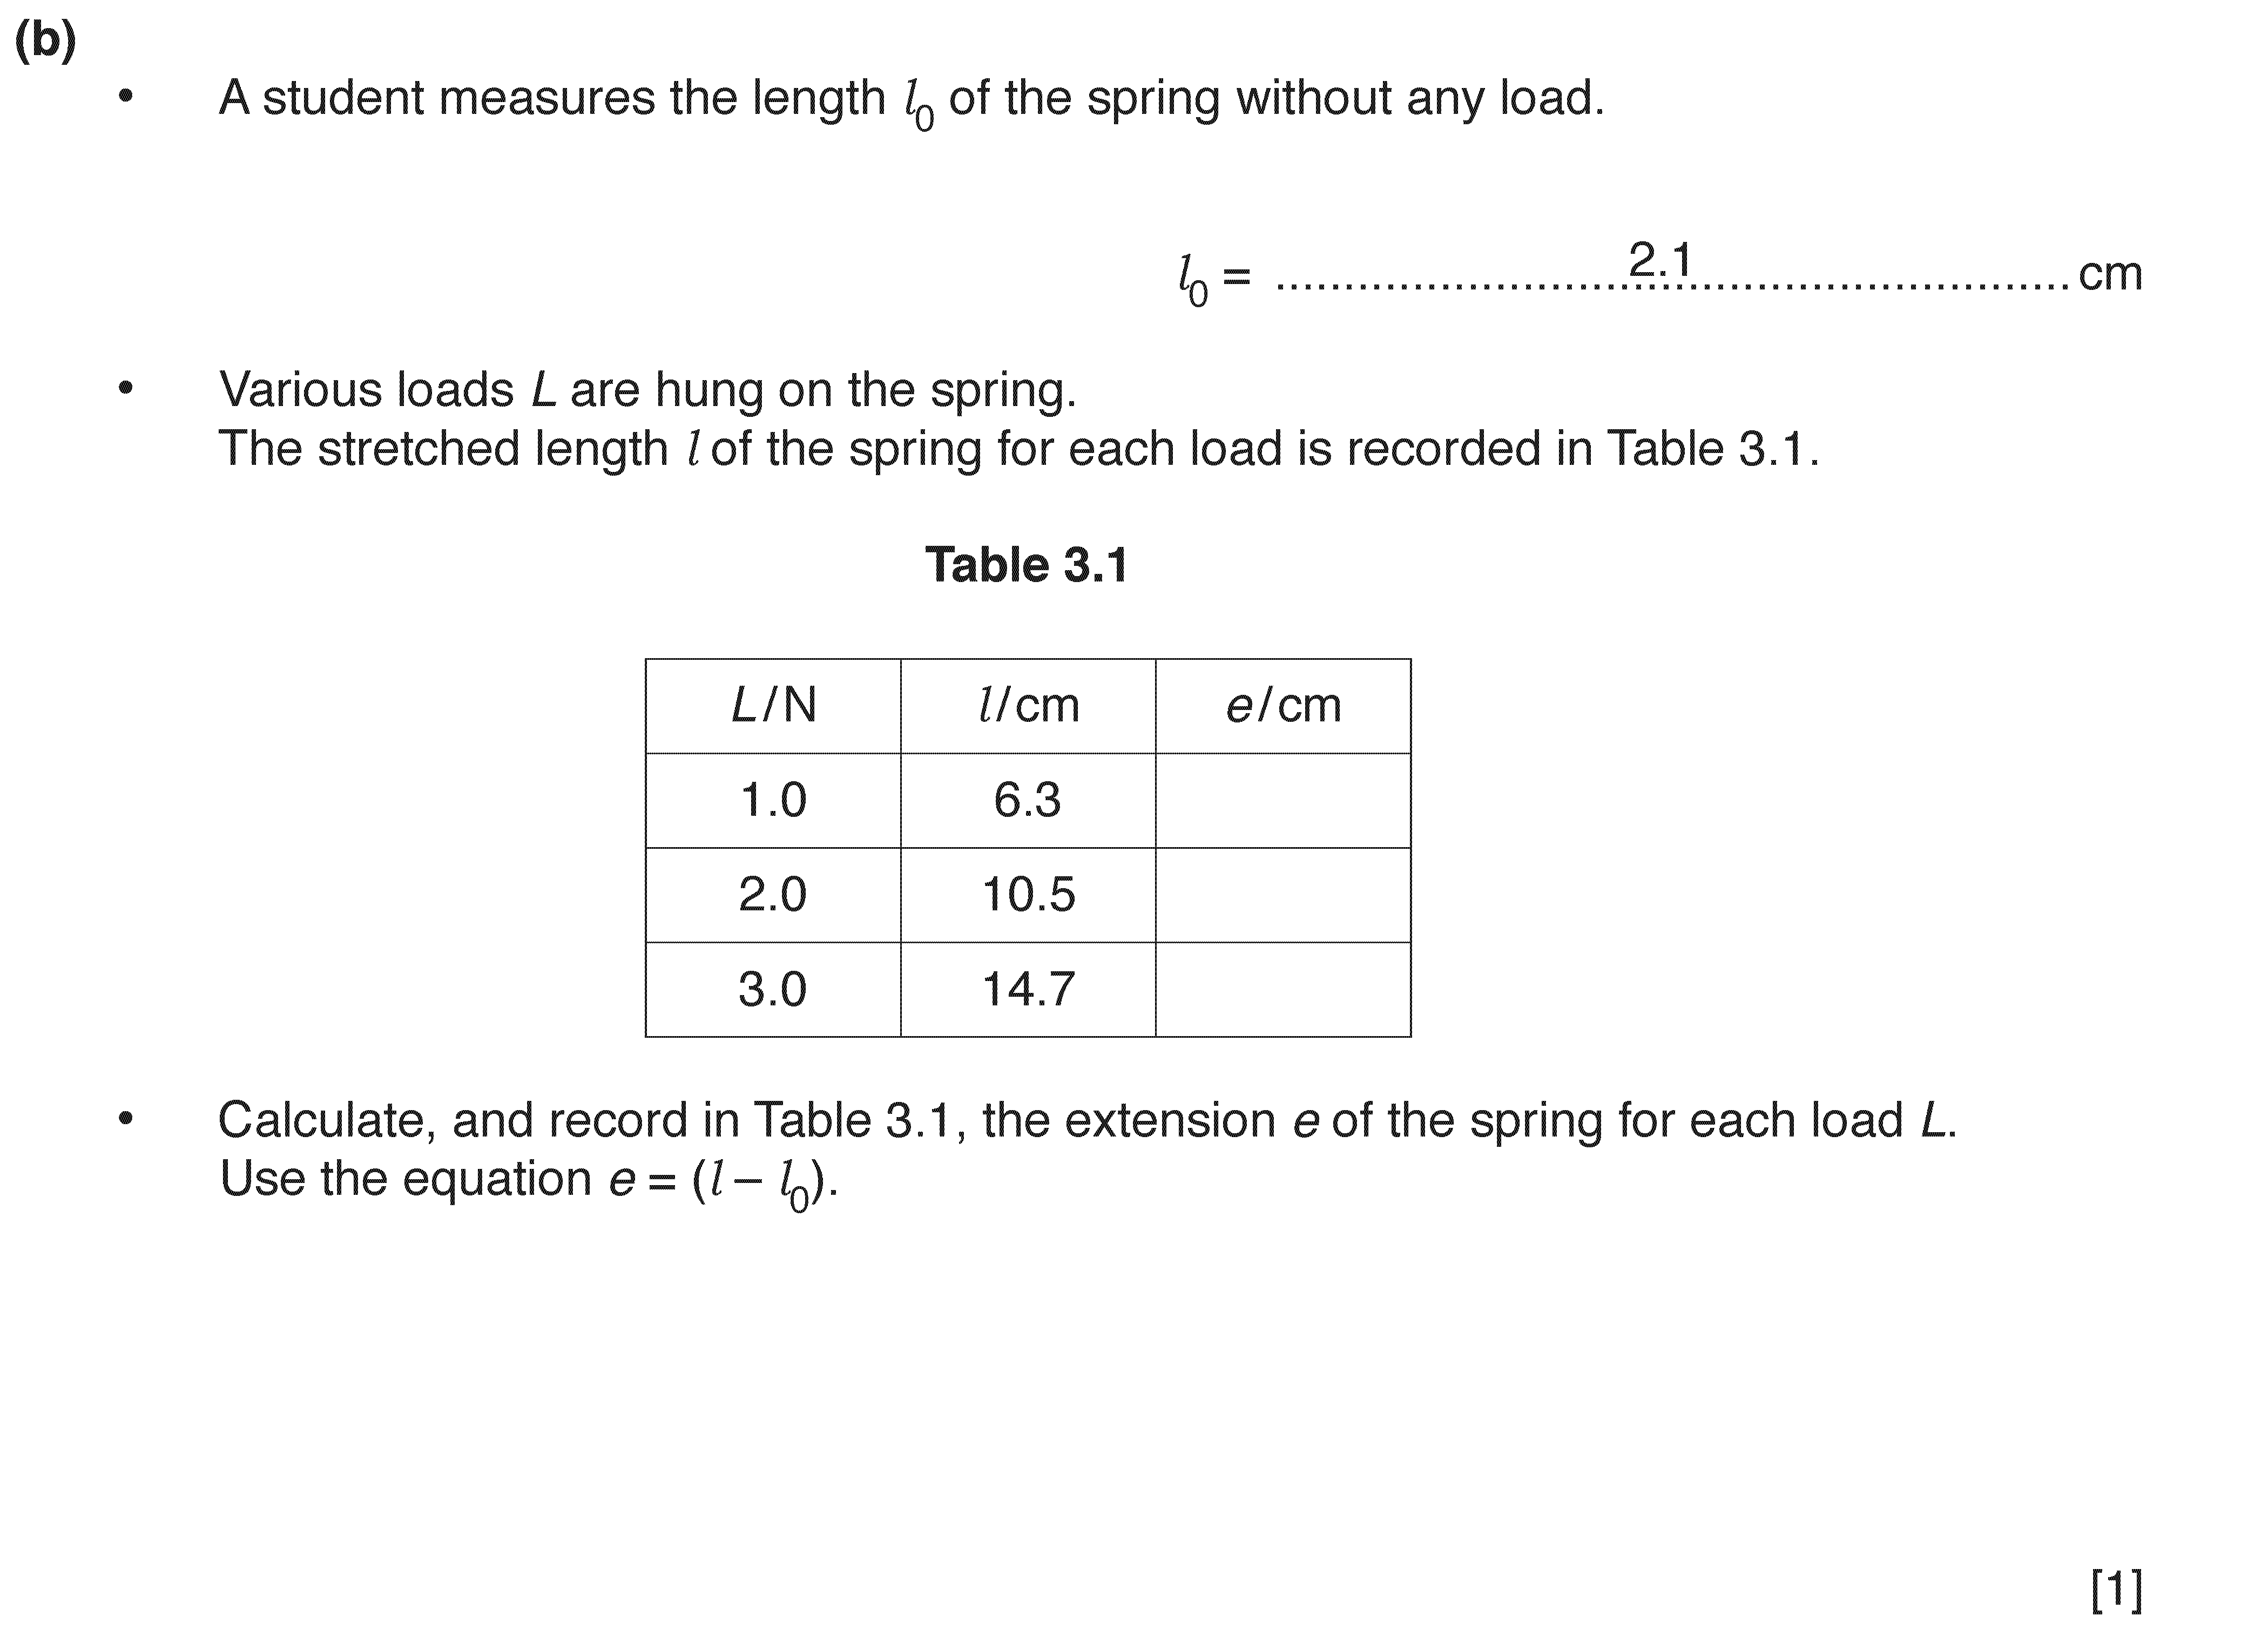 (b)
• A student measures the length l₀ of the spring without any load.
l₀ = ........................................................ cm
2.1
• Various loads L are hung on the spring.
The stretched length l of the spring for each load is recorded in Table 3.1.
Table 3.1
L/N l/cm e/cm
1.0 6.3
2.0 10.5
3.0 14.7
• Calculate, and record in Table 3.1, the extension e of the spring for each load L.
Use the equation e = (l – l₀).
[1]